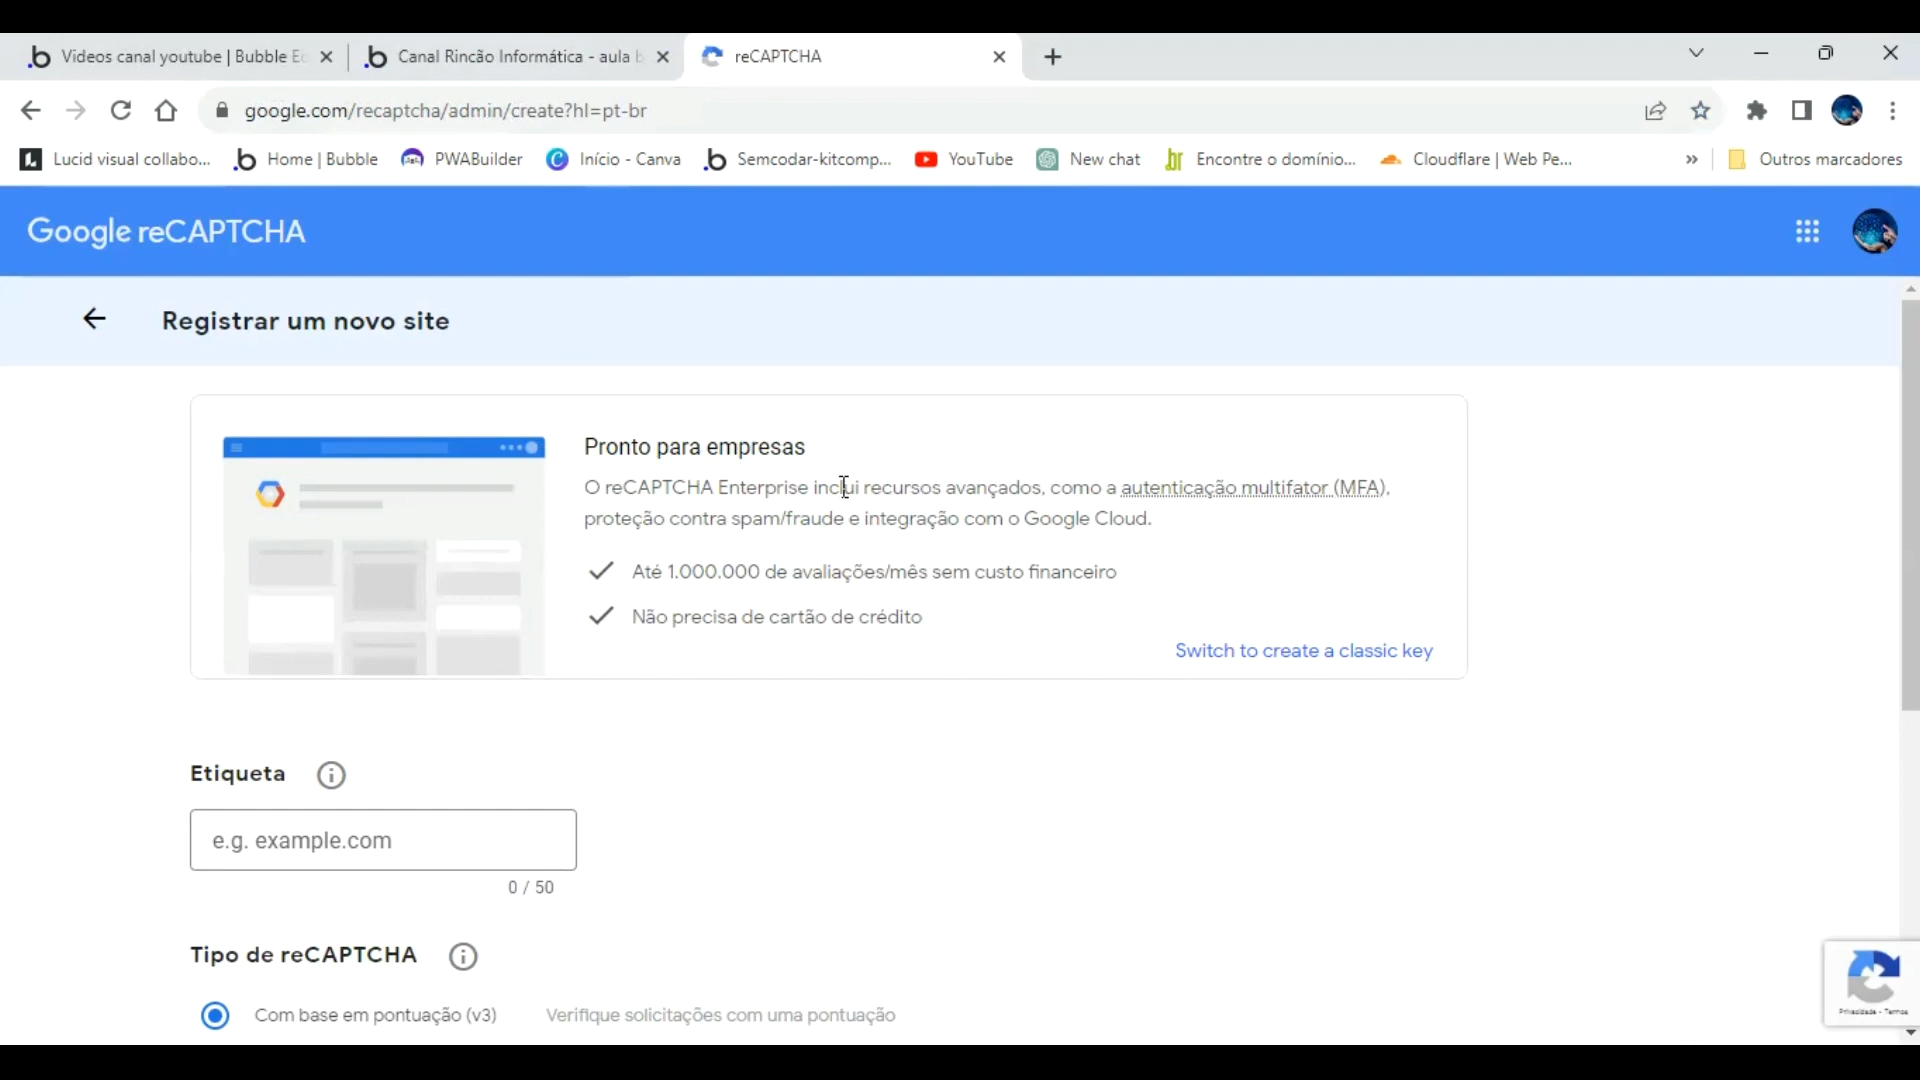 Videos canal youtube | Bubble Ec
Canal Rincão Informática - aula b
reCAPTCHA
google.com/recaptcha/admin/create?hl=pt-br
Lucid visual collabo...
Home | Bubble
PWABuilder
Início - Canva
Semcodar-kitcomp...
YouTube
New chat
Encontre o domínio...
Cloudflare | Web Pe...
»
Outros marcadores
Google reCAPTCHA
Registrar um novo site
Pronto para empresas
O reCAPTCHA Enterprise inclui recursos avançados, como a autenticação multifator (MFA),
proteção contra spam/fraude e integração com o Google Cloud.
Até 1.000.000 de avaliações/mês sem custo financeiro
Não precisa de cartão de crédito
Switch to create a classic key
Etiqueta
e.g. example.com
0 / 50
Tipo de reCAPTCHA
Com base em pontuação (v3)
Verifique solicitações com uma pontuação
Privacidade - Termos